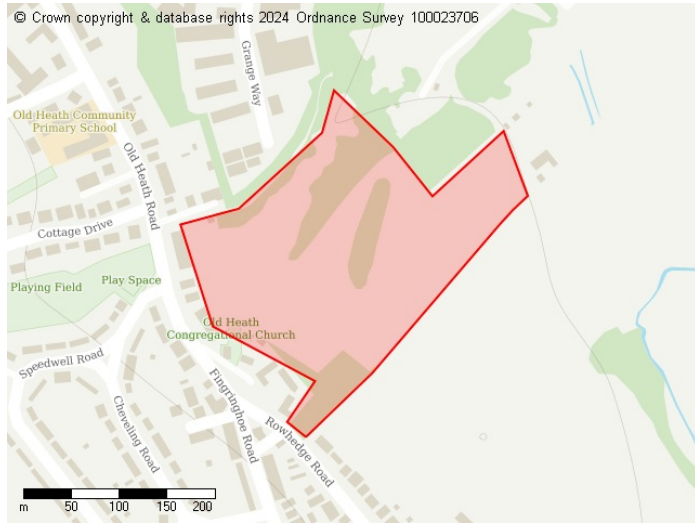 © Crown copyright & database rights 2024 Ordnance Survey 100023706
Grange Way
Old Heath Community
Primary School
Old Heath Road
Cottage Drive
Play Space
Playing Field
Old Heath
Congregational Church
Speedwell Road
Cheveling Road
Fingringhoe Road
Rowhedge Road
m 50 100 150 200